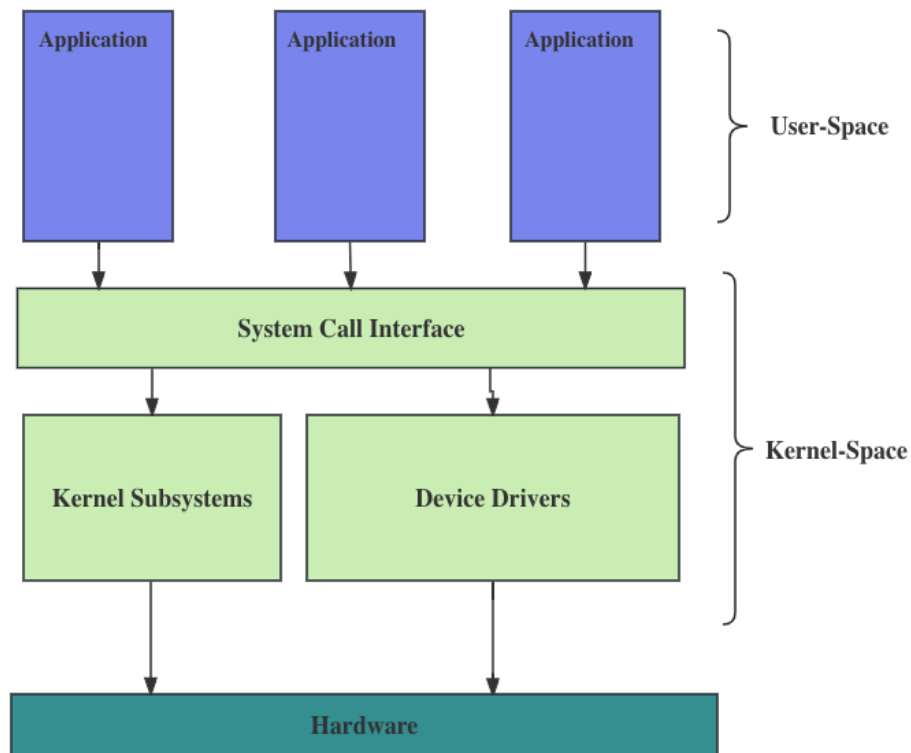 Application
Application
Application
User-Space
System Call Interface
Kernel Subsystems
Device Drivers
Kernel-Space
Hardware